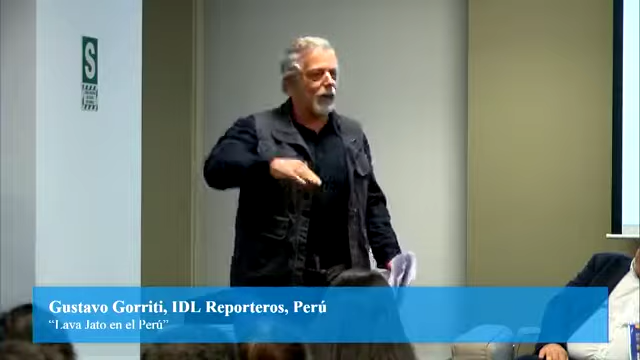 S
Gustavo Gorriti, IDL Reporteros, Perú
“Lava Jato en el Perú”